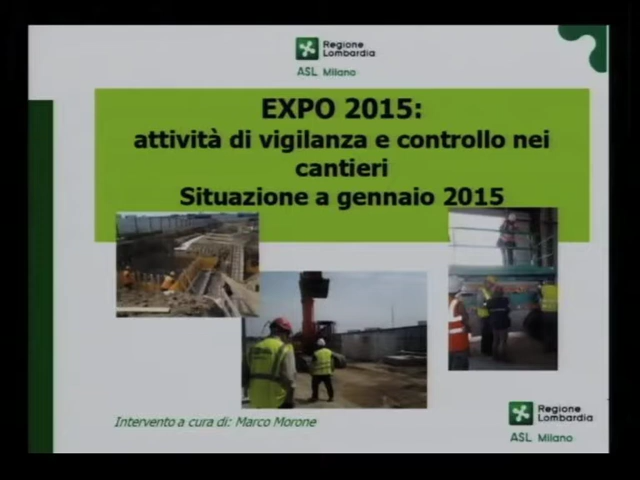 Regione
Lombardia
ASL Milano
EXPO 2015:
attività di vigilanza e controllo nei
cantieri
Situazione a gennaio 2015
Intervento a cura di: Marco Morone
Regione
Lombardia
ASL Milano